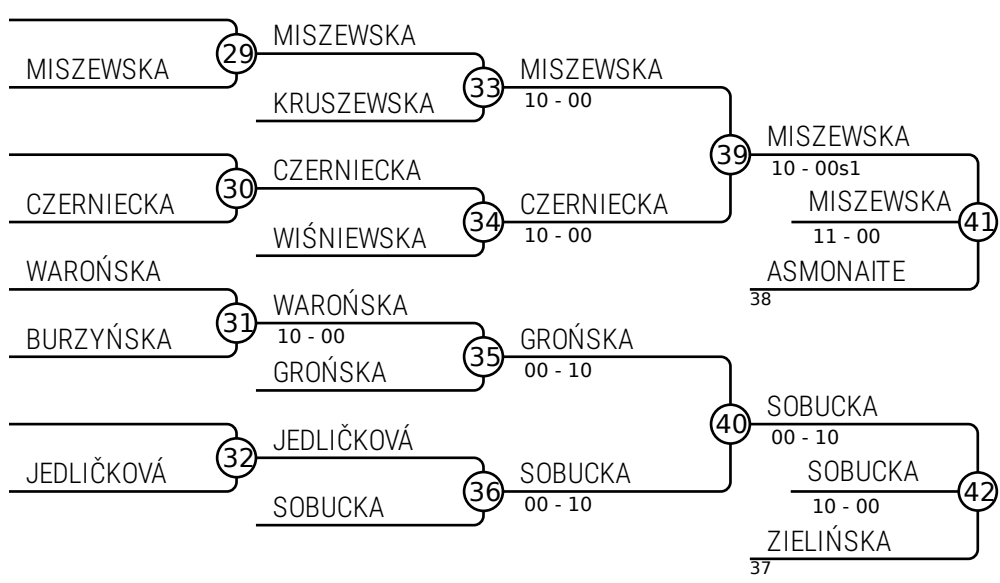 MISZEWSKA
29
MISZEWSKA
KRUSZEWSKA
33
MISZEWSKA
10 - 00
CZERNIECKA
30
CZERNIECKA
WIŚNIEWSKA
34
CZERNIECKA
10 - 00
39
MISZEWSKA
10 - 00s1
MISZEWSKA
11 - 00
41
ASMONAITE
38
WAROŃSKA
BURZYŃSKA
31
WAROŃSKA
10 - 00
GROŃSKA
35
GROŃSKA
00 - 10
JEDLIČKOVÁ
32
JEDLIČKOVÁ
SOBUCKA
36
SOBUCKA
00 - 10
40
SOBUCKA
00 - 10
SOBUCKA
10 - 00
42
ZIELIŃSKA
37